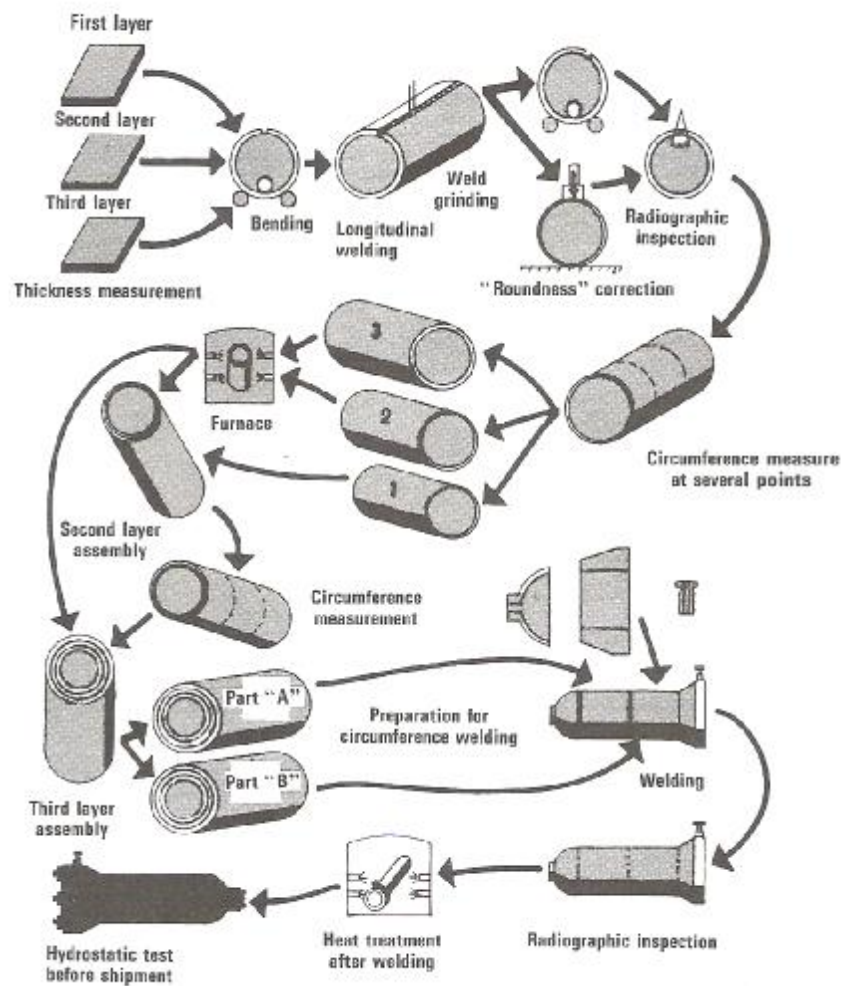 First layer
Second layer
Third layer
Thickness measurement
Bending
Longitudinal
welding
Weld
grinding
"Roundness" correction
Radiographic
inspection
3
2
1
Furnace
Circumference measure
at several points
Second layer
assembly
Circumference
measurement
Part "A"
Part "B"
Preparation for
circumference welding
Welding
Third layer
assembly
Hydrostatic test
before shipment
Heat treatment
after welding
Radiographic inspection